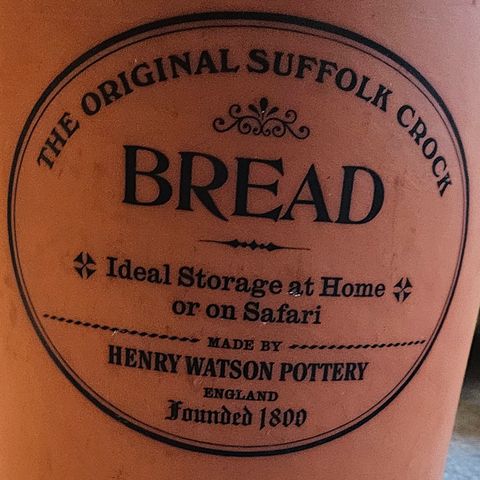 THE ORIGINAL SUFFOLK CROCK
BREAD
Ideal Storage at Home
or on Safari
MADE BY
HENRY WATSON POTTERY
ENGLAND
Founded 1800